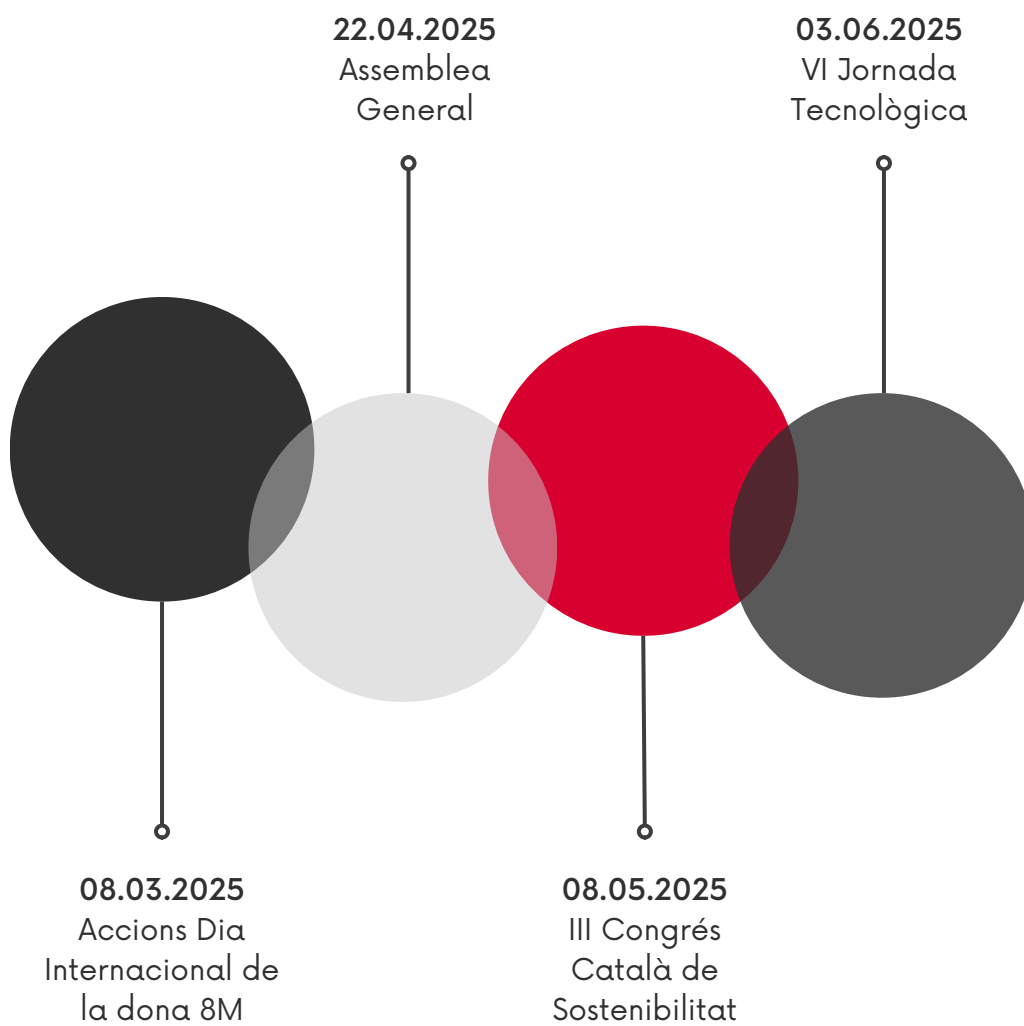 22.04.2025
Assemblea
General
03.06.2025
VI Jornada
Tecnològica
08.03.2025
Accions Dia
Internacional de
la dona 8M
08.05.2025
III Congrés
Català de
Sostenibilitat